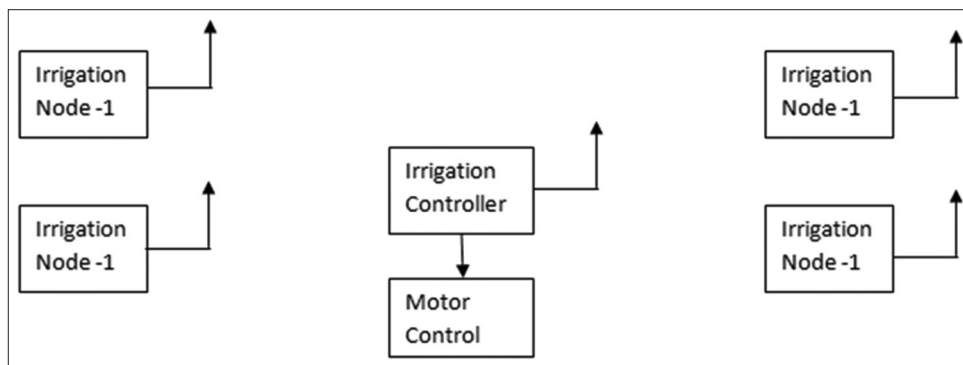 Irrigation
Node -1
Irrigation
Node -1
Irrigation
Controller
Motor
Control
Irrigation
Node -1
Irrigation
Node -1